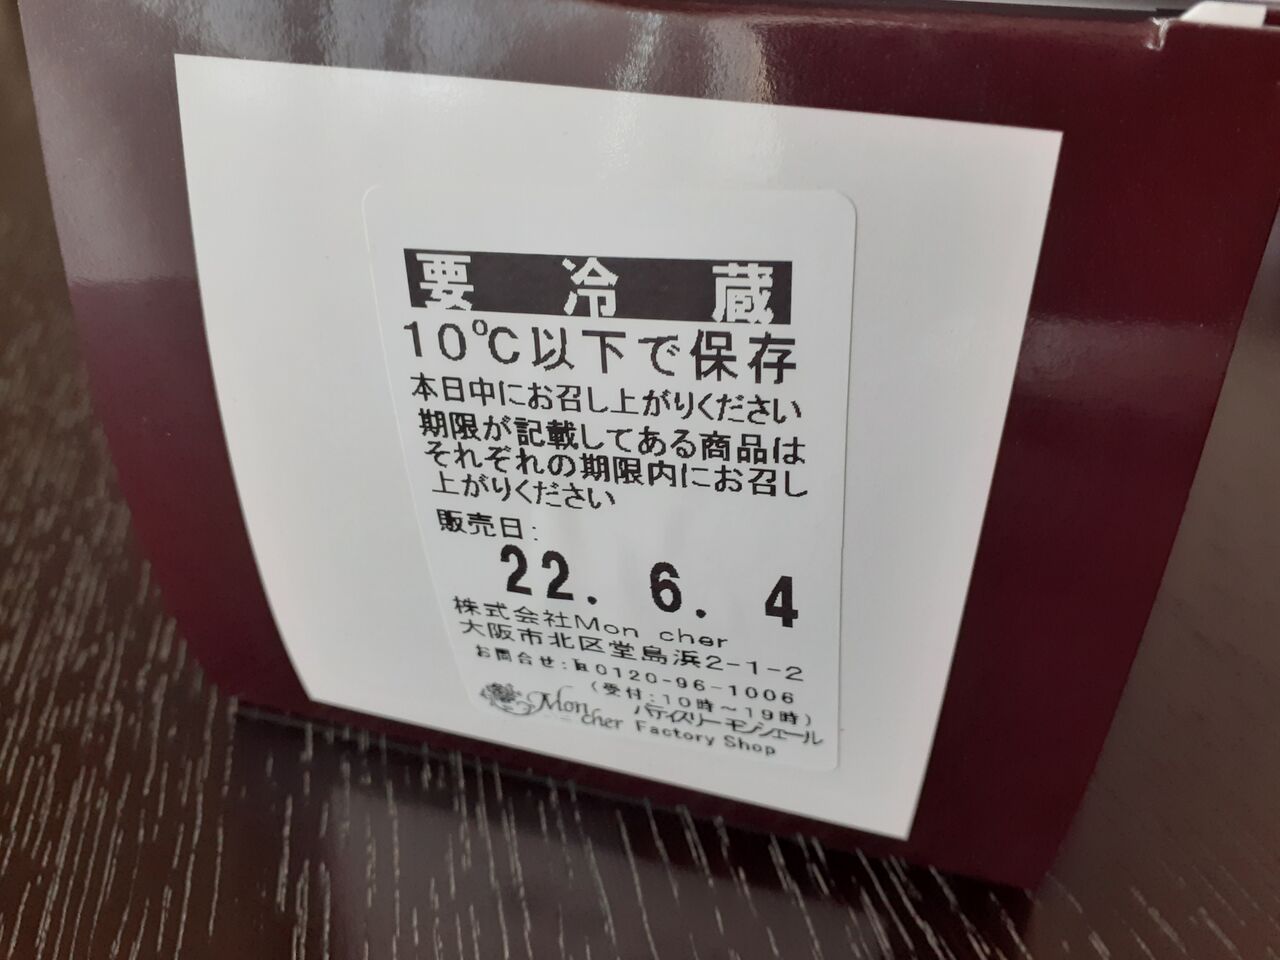 要冷蔵
10℃以下で保存
本日中にお召し上がりください
期限が記載してある商品は
それぞれの期限内にお召し
上がりください
販売日:
22. 6. 4
株式会社Mon cher
大阪市北区堂島浜2-1-2
お問合せ:℡0120-96-1006
(受付:10時～19時)
Mon cher パティスリー モンシェール
Factory Shop